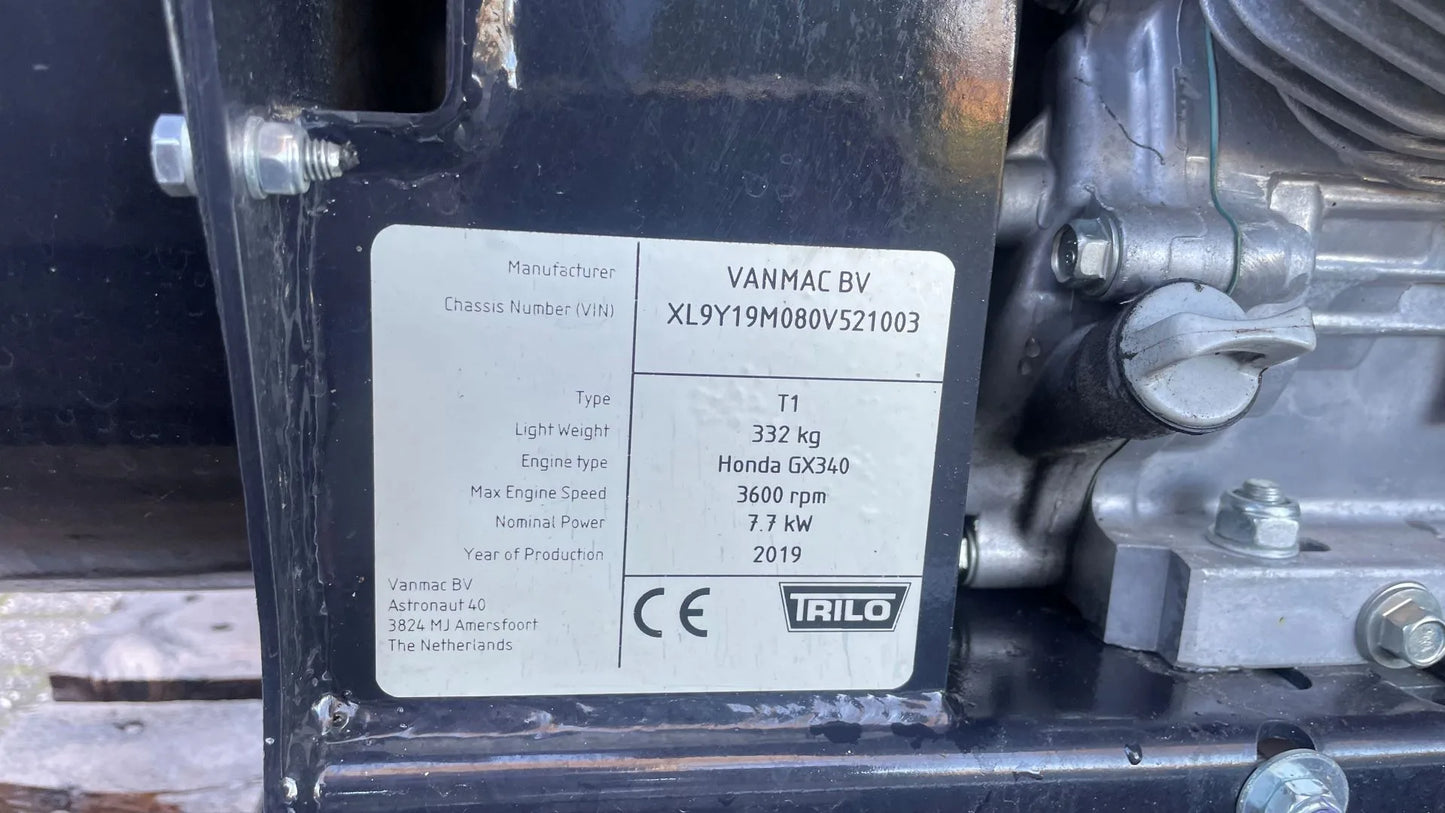 Manufacturer VANMAC BV
Chassis Number (VIN) XL9Y19M080V521003
Type T1
Light Weight 332 kg
Engine type Honda GX340
Max Engine Speed 3600 rpm
Nominal Power 7.7 kW
Year of Production 2019
Vanmac BV
Astronaut 40
3824 MJ Amersfoort
The Netherlands
CE
TRILO